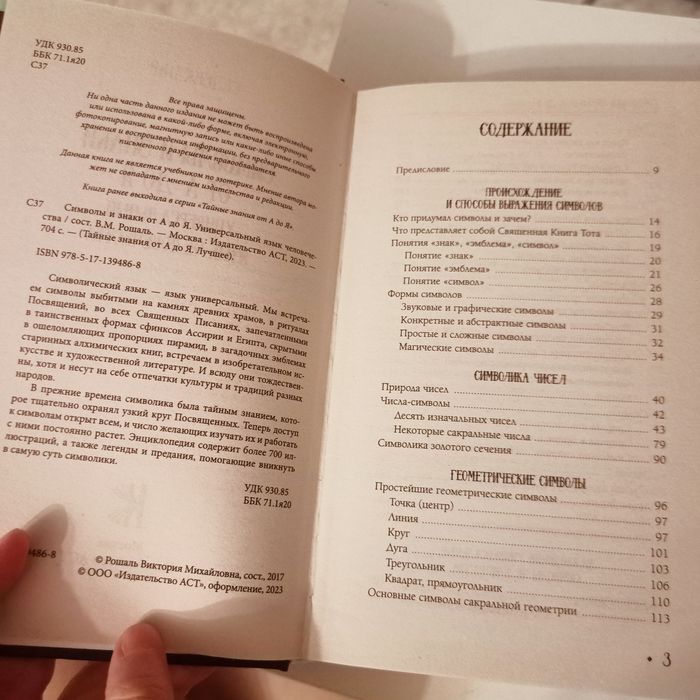 УДК 930.85
ББК 71.1я20
С37
Все права защищены.
Ни одна часть данного издания не может быть воспроизведена
или использована в какой-либо форме, включая электронную,
фотокопирование, магнитную запись или какие-либо иные способы
хранения и воспроизведения информации, без предварительного
письменного разрешения правообладателя.
Данная книга не является учебником по эзотерике. Мнение автора мо-
жет не совпадать с мнением издательства и редакции.
Книга ранее выходила в серии «Тайные знания от А до Я».
С37 Символы и знаки от А до Я. Универсальный язык человече-
ства / сост. В.М. Рошаль. — Москва : Издательство АСТ, 2023. —
704 с. — (Тайные знания от А до Я. Лучшее).
ISBN 978-5-17-139486-8
Символический язык — язык универсальный. Мы встреча-
ем символы выбитыми на камнях древних храмов, в ритуалах
Посвящений, во всех Священных Писаниях, запечатленными
в таинственных формах сфинксов Ассирии и Египта, скрытыми
в ошеломляющих пропорциях пирамид, в загадочных эмблемах
старинных алхимических книг, встречаем в изобретательном ис-
кусстве и художественной литературе. И всюду они тождествен-
ны, хотя и несут на себе отпечатки культуры и традиций разных
народов.
В прежние времена символика была тайным знанием, кото-
рое тщательно охранял узкий круг Посвященных. Теперь доступ
к символам открыт всем, и число желающих изучать их и работать
с ними постоянно растет. Энциклопедия содержит более 700 ил-
люстраций, а также легенды и предания, помогающие вникнуть
в самую суть символики.
УДК 930.85
ББК 71.1я20
39486-8
© Рошаль Виктория Михайловна, сост., 2017
© ООО «Издательство АСТ», оформление, 2023
СОДЕРЖАНИЕ
Предисловие 9
ПРОИСХОЖДЕНИЕ
И СПОСОБЫ ВЫРАЖЕНИЯ СИМВОЛОВ
Кто придумал символы и зачем? 14
Что представляет собой Священная Книга Тота 16
Понятия «знак», «эмблема», «символ» 19
Понятие «знак» 20
Понятие «эмблема» 21
Понятие «символ» 26
Формы символов 28
Звуковые и графические символы 29
Конкретные и абстрактные символы 31
Простые и сложные символы 32
Магические символы 34
СИМВОЛИКА ЧИСЕЛ
Природа чисел 40
Числа-символы 42
Десять изначальных чисел 43
Некоторые сакральные числа 79
Символика золотого сечения 90
ГЕОМЕТРИЧЕСКИЕ СИМВОЛЫ
Простейшие геометрические символы 96
Точка (центр) 97
Линия 97
Круг 101
Дуга 103
Треугольник 106
Квадрат, прямоугольник 110
Основные символы сакральной геометрии 113
• 3